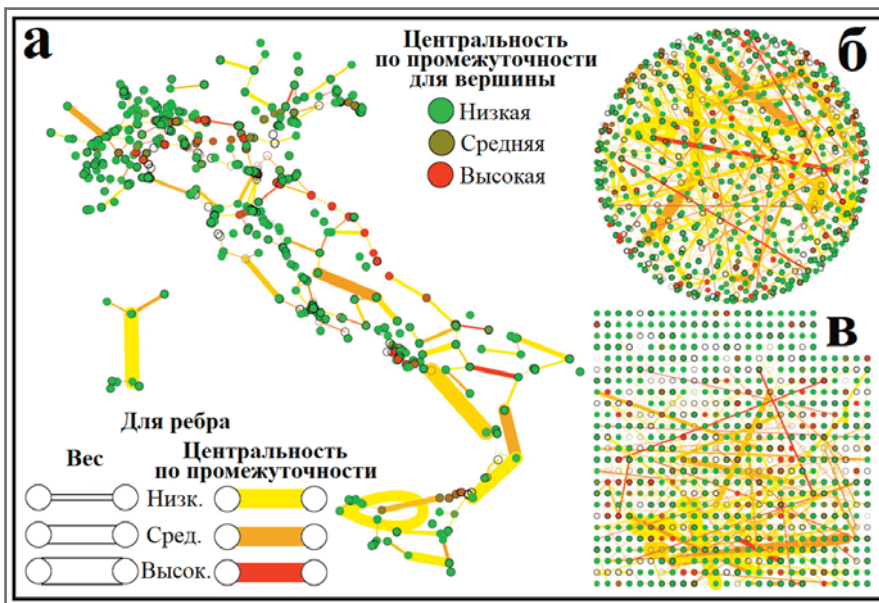 а
Центральность
по промежуточности
для вершины
Низкая
Средняя
Высокая
б
в
Для ребра
Вес
Центральность
по промежуточности
Низк.
Сред.
Высок.